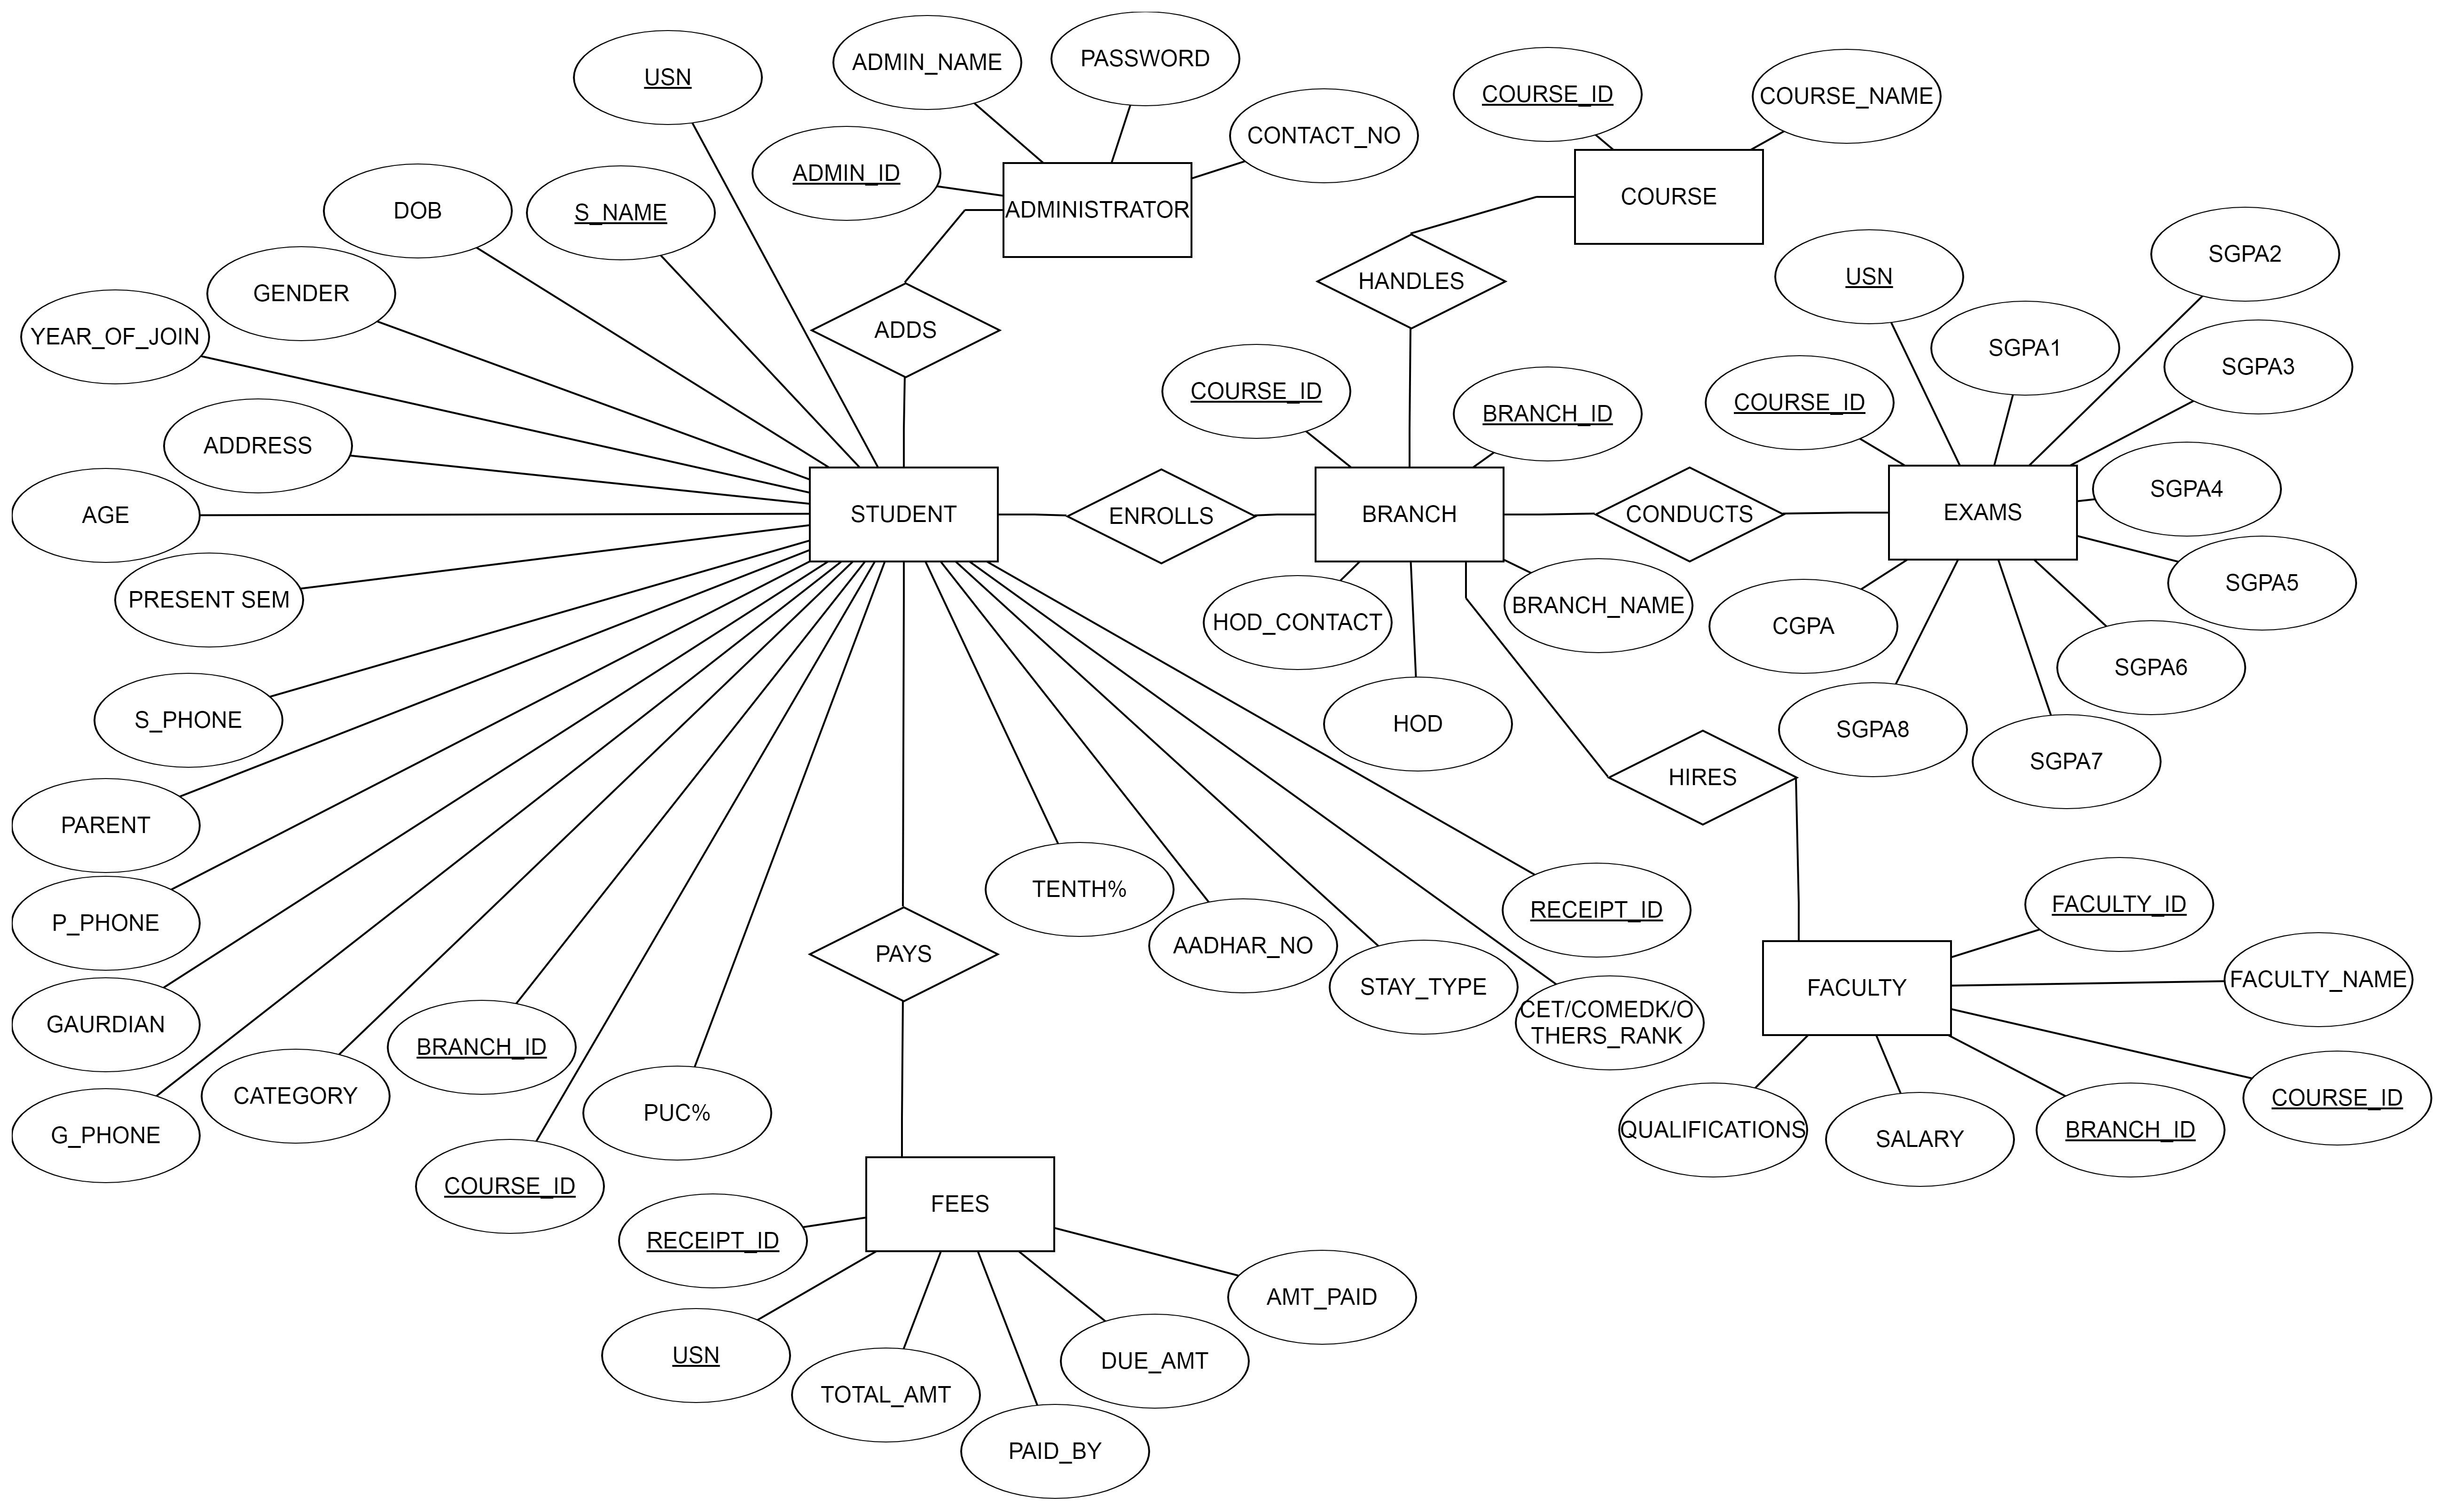 USN
ADMIN_NAME
PASSWORD
COURSE_ID
COURSE_NAME
CONTACT_NO
ADMIN_ID
DOB
S_NAME
ADMINISTRATOR
COURSE
GENDER
YEAR_OF_JOIN
ADDS
HANDLES
USN
SGPA2
SGPA1
SGPA3
COURSE_ID
BRANCH_ID
COURSE_ID
ADDRESS
AGE
STUDENT
ENROLLS
BRANCH
CONDUCTS
EXAMS
SGPA4
SGPA5
PRESENT SEM
HOD_CONTACT
BRANCH_NAME
CGPA
SGPA6
S_PHONE
HOD
SGPA8
SGPA7
HIRES
PARENT
TENTH%
RECEIPT_ID
FACULTY_ID
P_PHONE
PAYS
AADHAR_NO
STAY_TYPE
FACULTY
FACULTY_NAME
GAURDIAN
BRANCH_ID
CET/COMEDK/O
THERS_RANK
CATEGORY
PUC%
COURSE_ID
G_PHONE
QUALIFICATIONS
SALARY
BRANCH_ID
COURSE_ID
FEES
RECEIPT_ID
AMT_PAID
USN
DUE_AMT
TOTAL_AMT
PAID_BY